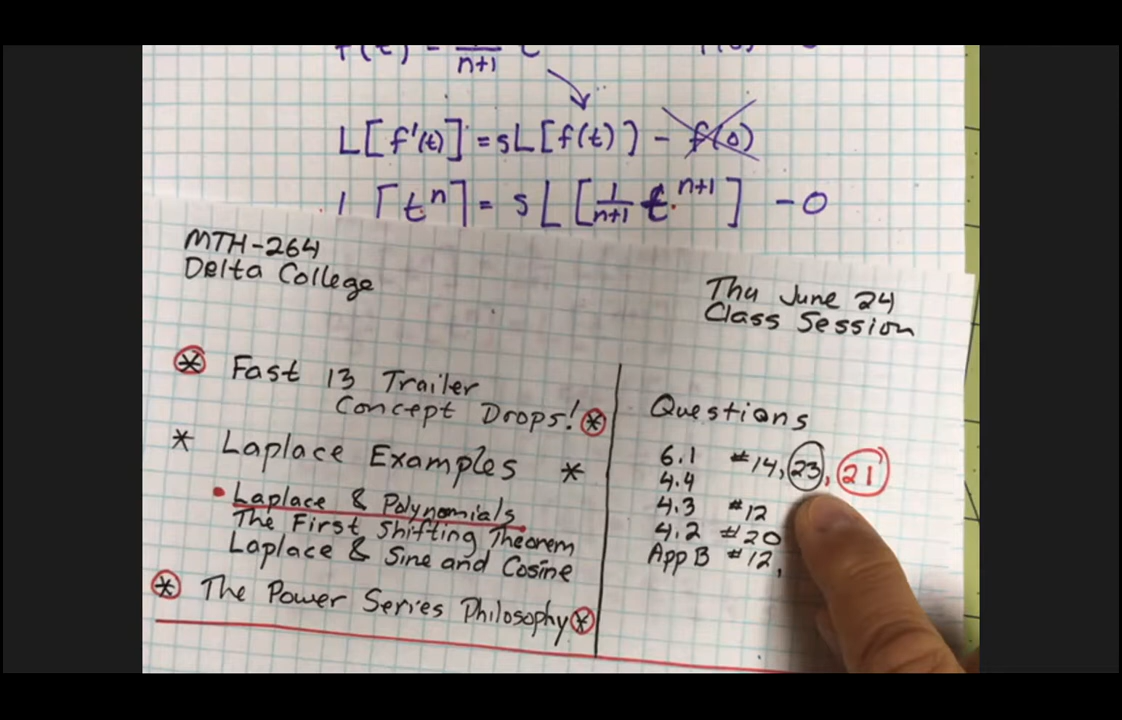 f(t) = 1/n+1 t
L[f'(t)] = sL[f(t)] - f(0)
L[t^n] = sL[1/n+1 t^n+1] - 0
MTH-264
Delta College
Thu June 24
Class Session
* Fast 13 Trailer
Concept Drops! *
* Laplace Examples *
• Laplace & Polynomials
The First Shifting Theorem
Laplace & Sine and Cosine
* The Power Series Philosophy *
Questions
6.1 #14, 23, 21
4.4
4.3 #12
4.2 #20
App B #12,